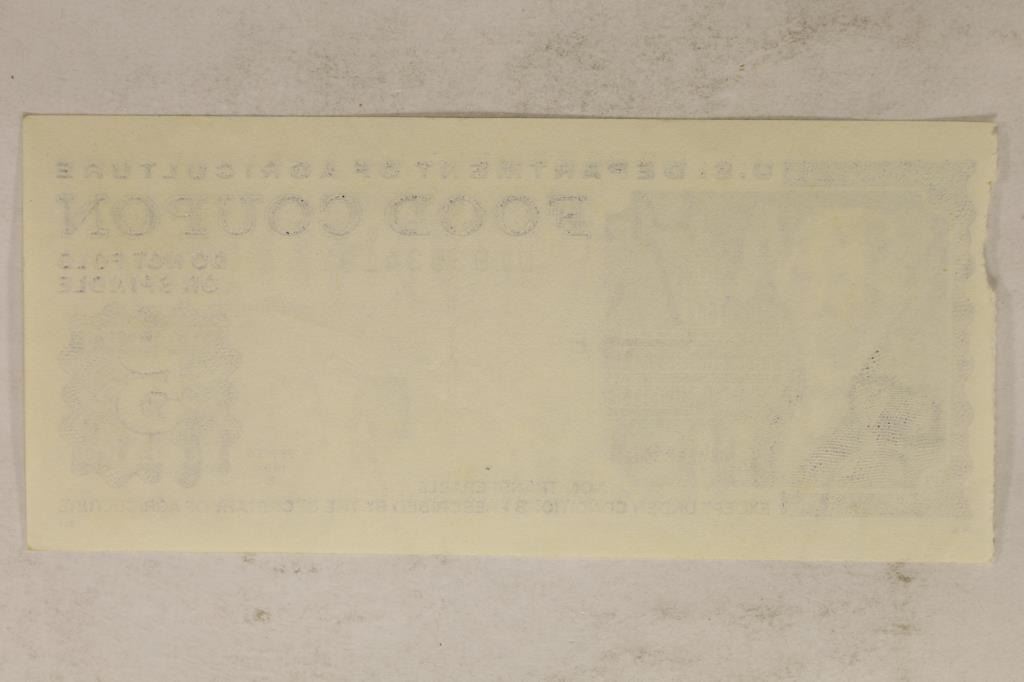 U.S. DEPARTMENT OF AGRICULTURE
FOOD COUPON
DO NOT FOLD
OR SPINDLE
NON-TRANSFERABLE
EXCEPT UNDER CONDITIONS PRESCRIBED BY THE SECRETARY OF AGRICULTURE